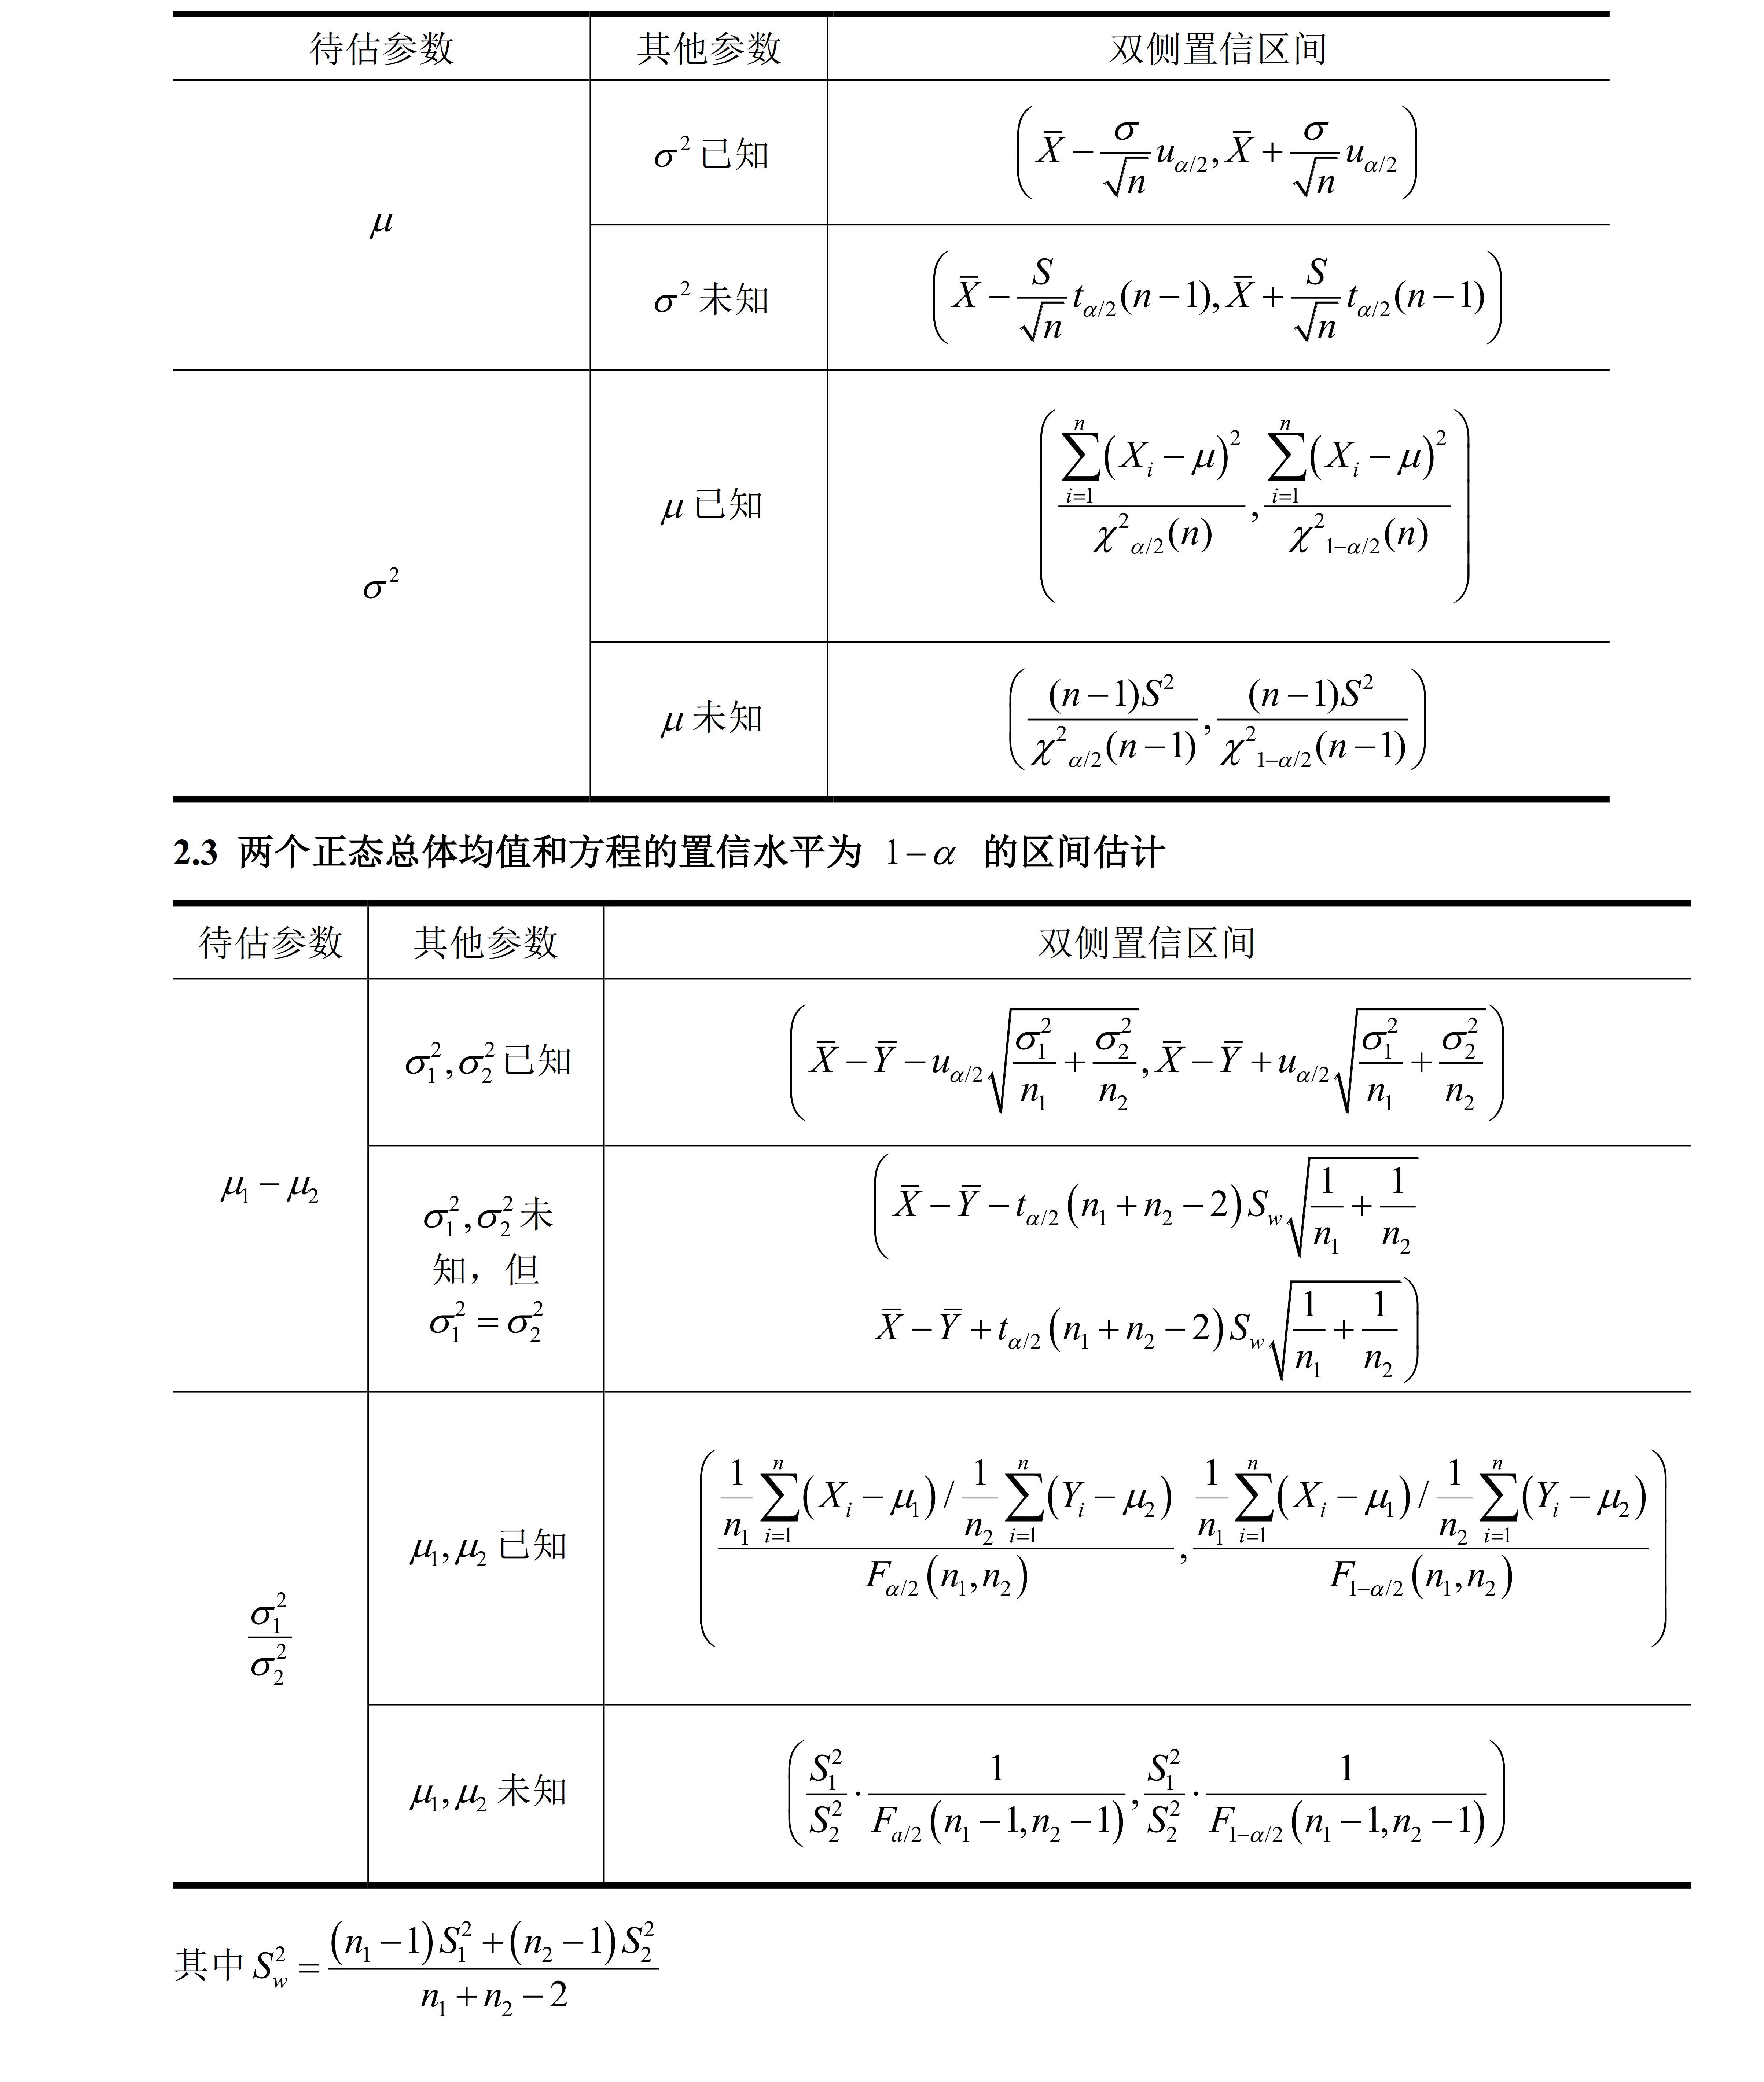 待估参数 其他参数 双侧置信区间
$\mu$
$\sigma^2$ 已知
$\left(\overline{X}-\frac{\sigma}{\sqrt{n}}u_{\alpha/2},\overline{X}+\frac{\sigma}{\sqrt{n}}u_{\alpha/2}\right)$
$\sigma^2$ 未知
$\left(\overline{X}-\frac{S}{\sqrt{n}}t_{\alpha/2}(n-1),\overline{X}+\frac{S}{\sqrt{n}}t_{\alpha/2}(n-1)\right)$
$\sigma^2$
$\mu$ 已知
$\left(\frac{\sum_{i=1}^{n}(X_i-\mu)^2}{\chi^2_{\alpha/2}(n)},\frac{\sum_{i=1}^{n}(X_i-\mu)^2}{\chi^2_{1-\alpha/2}(n)}\right)$
$\mu$ 未知
$\left(\frac{(n-1)S^2}{\chi^2_{\alpha/2}(n-1)},\frac{(n-1)S^2}{\chi^2_{1-\alpha/2}(n-1)}\right)$
2.3 两个正态总体均值和方程的置信水平为 $1-\alpha$ 的区间估计
待估参数 其他参数 双侧置信区间
$\mu_1-\mu_2$
$\sigma_1^2,\sigma_2^2$ 已知
$\left(\overline{X}-\overline{Y}-u_{\alpha/2}\sqrt{\frac{\sigma_1^2}{n_1}+\frac{\sigma_2^2}{n_2}},\overline{X}-\overline{Y}+u_{\alpha/2}\sqrt{\frac{\sigma_1^2}{n_1}+\frac{\sigma_2^2}{n_2}}\right)$
$\sigma_1^2,\sigma_2^2$ 未
知，但
$\sigma_1^2=\sigma_2^2$
$\left(\overline{X}-\overline{Y}-t_{\alpha/2}(n_1+n_2-2)S_w\sqrt{\frac{1}{n_1}+\frac{1}{n_2}}\right.$
$\left.\overline{X}-\overline{Y}+t_{\alpha/2}(n_1+n_2-2)S_w\sqrt{\frac{1}{n_1}+\frac{1}{n_2}}\right)$
$\frac{\sigma_1^2}{\sigma_2^2}$
$\mu_1,\mu_2$ 已知
$\left(\frac{\frac{1}{n_1}\sum_{i=1}^{n}(X_i-\mu_1)/\frac{1}{n_2}\sum_{i=1}^{n}(Y_i-\mu_2)}{F_{\alpha/2}(n_1,n_2)},\frac{\frac{1}{n_1}\sum_{i=1}^{n}(X_i-\mu_1)/\frac{1}{n_2}\sum_{i=1}^{n}(Y_i-\mu_2)}{F_{1-\alpha/2}(n_1,n_2)}\right)$
$\mu_1,\mu_2$ 未知
$\left(\frac{S_1^2}{S_2^2}\cdot\frac{1}{F_{a/2}(n_1-1,n_2-1)},\frac{S_1^2}{S_2^2}\cdot\frac{1}{F_{1-\alpha/2}(n_1-1,n_2-1)}\right)$
其中 $S_w^2=\frac{(n_1-1)S_1^2+(n_2-1)S_2^2}{n_1+n_2-2}$